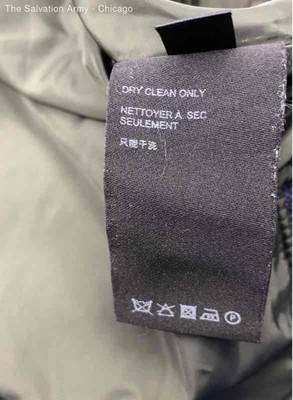 The Salvation Army - Chicago
DRY CLEAN ONLY
NETTOYER À SEC
SEULEMENT
只能干洗
P